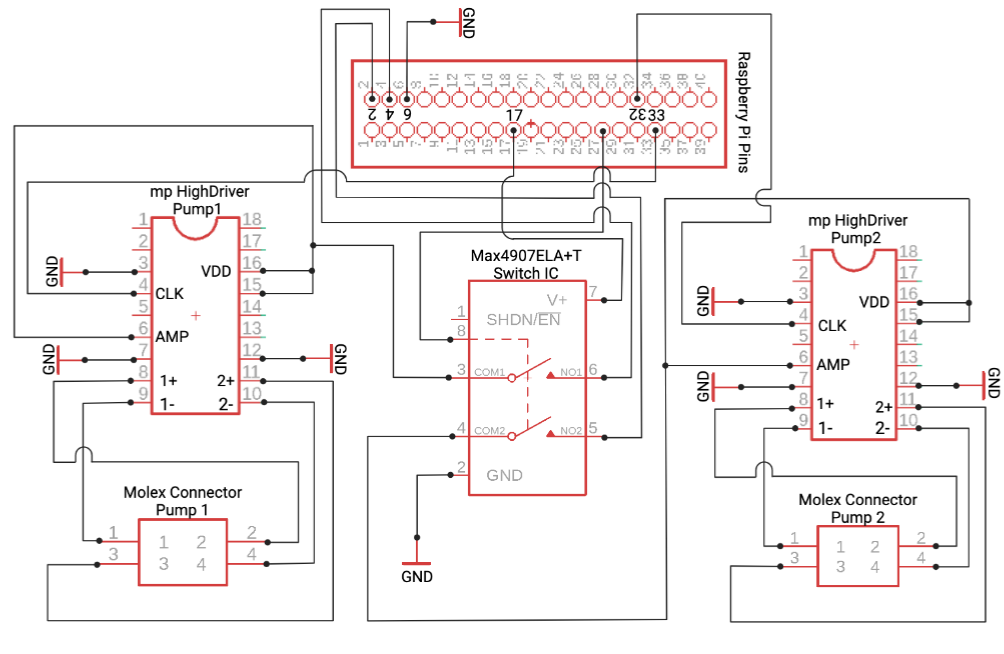 GND
2 4 6 8 10 12 14 16 18 20 22 24 26 28 30 32 34 36 38 40
2 4 6 17 32 33
1 3 5 7 9 11 13 15 17 19 21 23 25 27 29 31 33 35 37 39
Raspberry Pi Pins
mp HighDriver
Pump1
1 18
2 17
GND 3 VDD 16
4 CLK 15
5 14
6 AMP 13
GND 7 12 GND
8 1+ 2+ 11
9 1- 2- 10
Molex Connector
Pump 1
1 1 2 2
3 3 4 4
Max4907ELA+T
Switch IC
V+ 7
1 SHDN/EN
8
3 COM1 NO1 6
4 COM2 NO2 5
2 GND
GND
mp HighDriver
Pump2
1 18
2 17
GND 3 VDD 16
4 CLK 15
5 14
6 AMP 13
GND 7 12 GND
8 1+ 2+ 11
9 1- 2- 10
Molex Connector
Pump 2
1 1 2 2
3 3 4 4